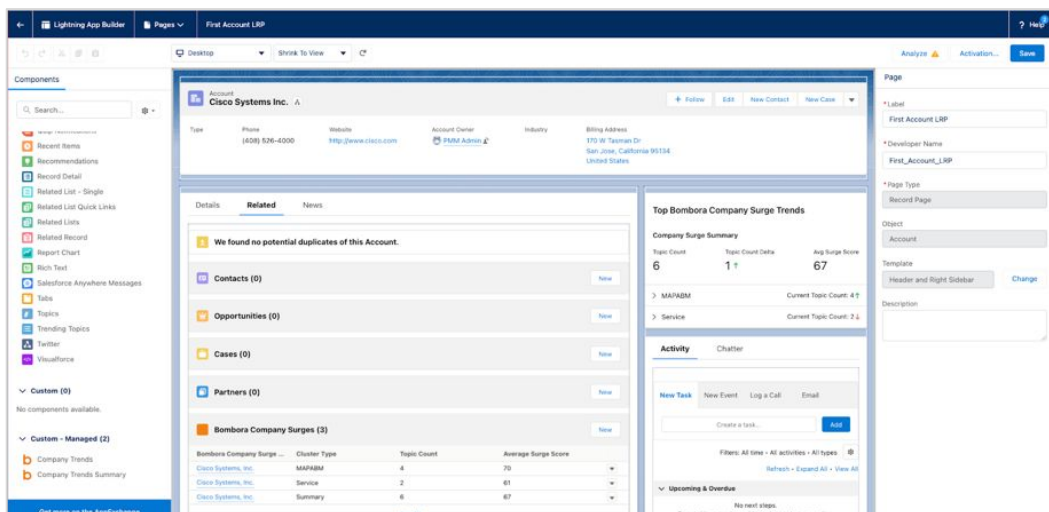 Lightning App Builder
Pages
First Account LRP
? Help
Desktop
Shrink To View
Analyze
Activation...
Save
Components
Search...
Recent Items
Recommendations
Record Detail
Related List - Single
Related List Quick Links
Related Lists
Related Record
Report Chart
Rich Text
Salesforce Anywhere Messages
Tabs
Topics
Trending Topics
Twitter
Visualforce
Custom (0)
No components available.
Custom - Managed (2)
Company Trends
Company Trends Summary
Get more on the AppExchange
Account
Cisco Systems Inc.
+ Follow
Edit
New Contact
New Case
Type
Phone
(408) 526-4000
Website
http://www.cisco.com
Account Owner
PMM Admin
Industry
Billing Address
170 W Tasman Dr
San Jose, California 95134
United States
Details
Related
News
We found no potential duplicates of this Account.
Contacts (0)
New
Opportunities (0)
New
Cases (0)
New
Partners (0)
New
Bombora Company Surges (3)
New
Bombora Company Surge ... Cluster Type Topic Count Average Surge Score
Cisco Systems, Inc. MAPABM 4 70
Cisco Systems, Inc. Service 2 61
Cisco Systems, Inc. Summary 6 67
Top Bombora Company Surge Trends
Company Surge Summary
Topic Count Topic Count Delta Avg Surge Score
6 1↑ 67
> MAPABM Current Topic Count: 4↑
> Service Current Topic Count: 2↓
Activity
Chatter
New Task
New Event
Log a Call
Email
Create a task...
Add
Filters: All time • All activities • All types
Refresh • Expand All • View All
Upcoming & Overdue
No next steps.
Page
*Label
First Account LRP
*Developer Name
First_Account_LRP
*Page Type
Record Page
Object
Account
Template
Header and Right Sidebar
Change
Description